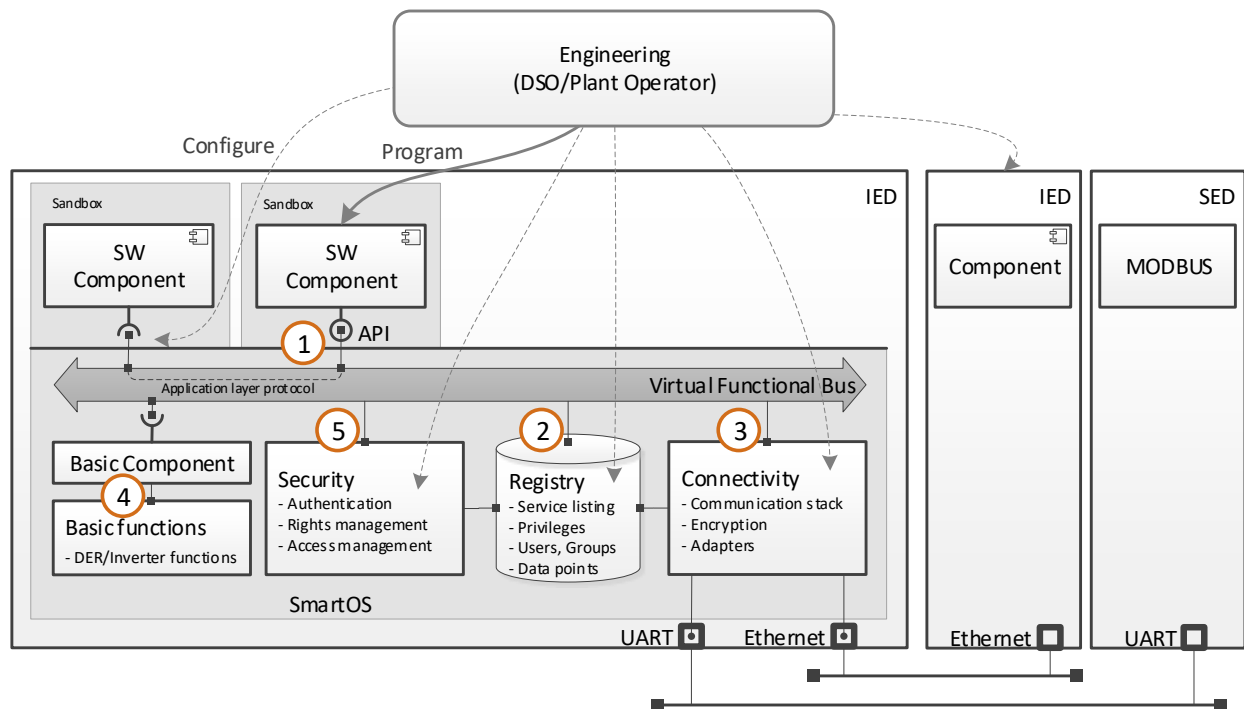 Engineering
(DSO/Plant Operator)
Configure
Program
IED
IED
SED
Sandbox
Sandbox
SW
Component
SW
Component
Component
MODBUS
1
API
Application layer protocol
Virtual Functional Bus
5
2
3
Basic Component
4
Basic functions
- DER/Inverter functions
Security
- Authentication
- Rights management
- Access management
Registry
- Service listing
- Privileges
- Users, Groups
- Data points
Connectivity
- Communication stack
- Encryption
- Adapters
SmartOS
UART
Ethernet
Ethernet
UART